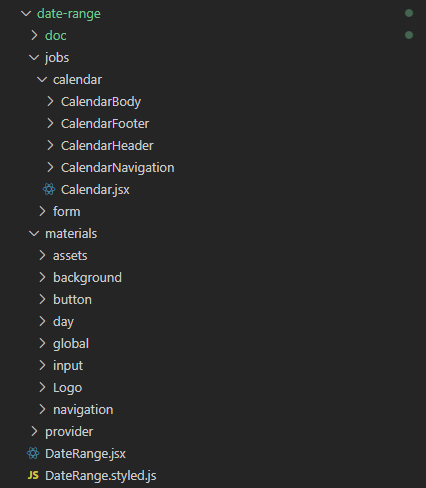 date-range
doc
jobs
calendar
CalendarBody
CalendarFooter
CalendarHeader
CalendarNavigation
Calendar.jsx
form
materials
assets
background
button
day
global
input
Logo
navigation
provider
DateRange.jsx
JS DateRange.styled.js